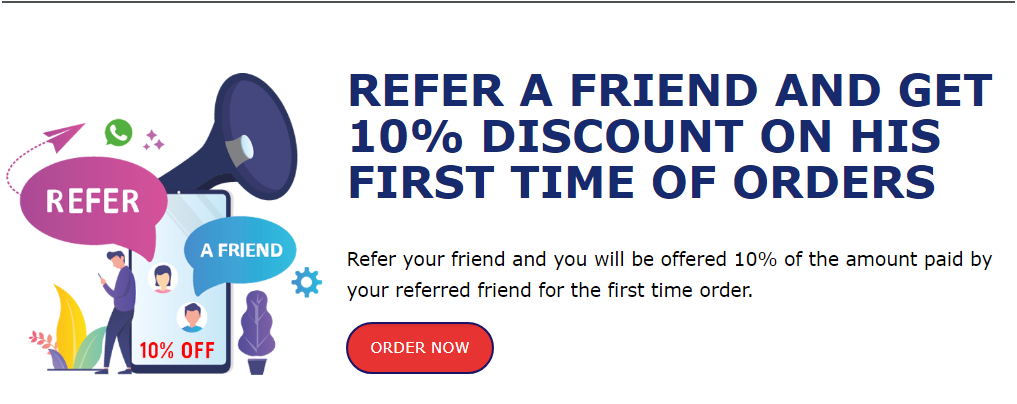 REFER A FRIEND AND GET
10% DISCOUNT ON HIS
FIRST TIME OF ORDERS
REFER
A FRIEND
10% OFF
Refer your friend and you will be offered 10% of the amount paid by
your referred friend for the first time order.
ORDER NOW